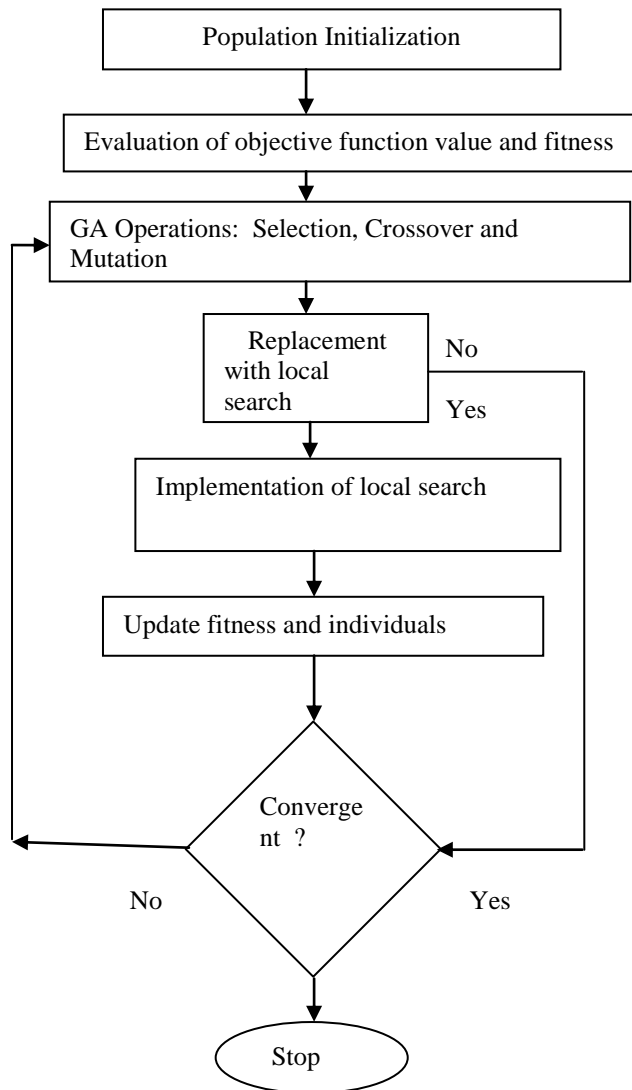 Population Initialization
Evaluation of objective function value and fitness
GA Operations: Selection, Crossover and
Mutation
Replacement
with local
search
No
Yes
Implementation of local search
Update fitness and individuals
Converge
nt ?
No
Yes
Stop